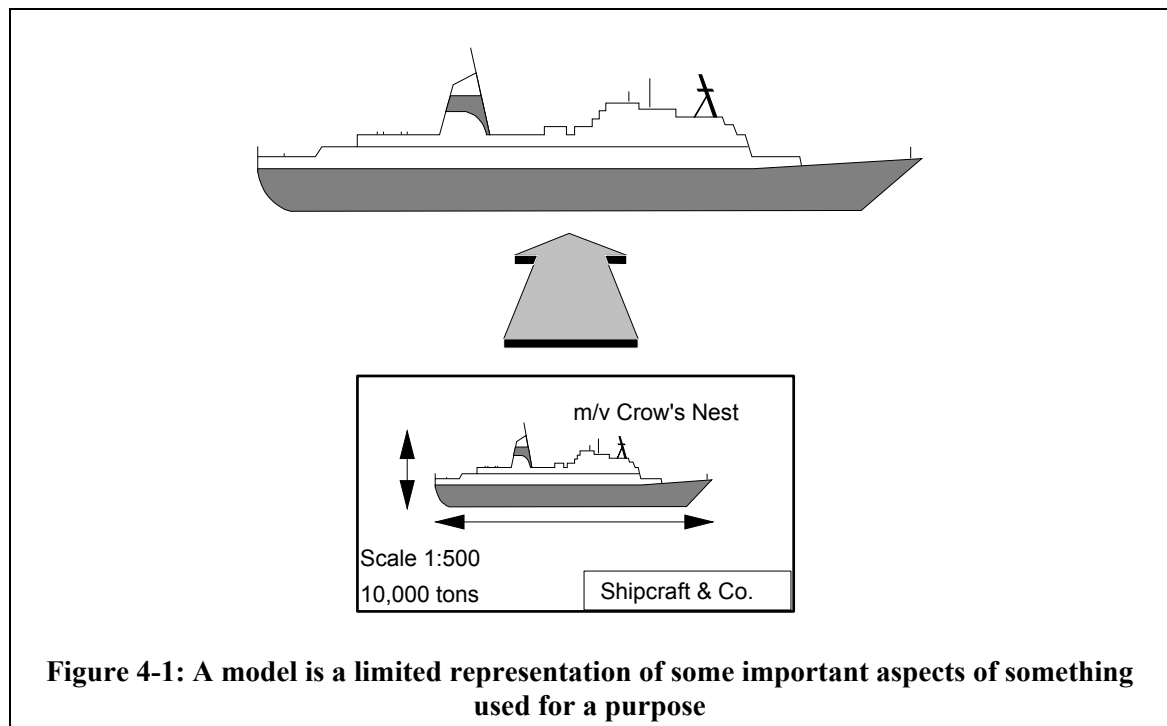 m/v Crow's Nest
Scale 1:500
10,000 tons
Shipcraft & Co.
Figure 4-1: A model is a limited representation of some important aspects of something
used for a purpose